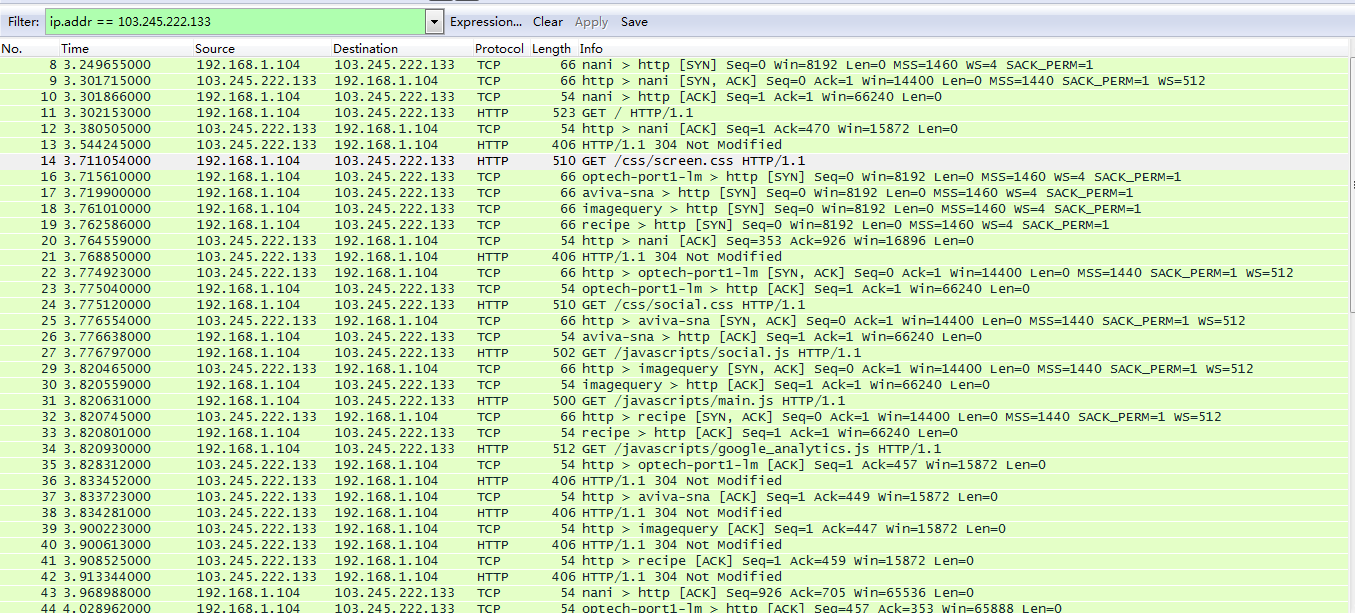 Filter: ip.addr == 103.245.222.133 Expression... Clear Apply Save
No. Time Source Destination Protocol Length Info
8 3.249655000 192.168.1.104 103.245.222.133 TCP 66 nani > http [SYN] Seq=0 Win=8192 Len=0 MSS=1460 WS=4 SACK_PERM=1
9 3.301715000 103.245.222.133 192.168.1.104 TCP 66 http > nani [SYN, ACK] Seq=0 Ack=1 Win=14400 Len=0 MSS=1440 SACK_PERM=1 WS=512
10 3.301866000 192.168.1.104 103.245.222.133 TCP 54 nani > http [ACK] Seq=1 Ack=1 Win=66240 Len=0
11 3.302153000 192.168.1.104 103.245.222.133 HTTP 523 GET / HTTP/1.1
12 3.380505000 103.245.222.133 192.168.1.104 TCP 54 http > nani [ACK] Seq=1 Ack=470 Win=15872 Len=0
13 3.544245000 103.245.222.133 192.168.1.104 HTTP 406 HTTP/1.1 304 Not Modified
14 3.711054000 192.168.1.104 103.245.222.133 HTTP 510 GET /css/screen.css HTTP/1.1
16 3.715610000 192.168.1.104 103.245.222.133 TCP 66 optech-port1-lm > http [SYN] Seq=0 Win=8192 Len=0 MSS=1460 WS=4 SACK_PERM=1
17 3.719900000 192.168.1.104 103.245.222.133 TCP 66 aviva-sna > http [SYN] Seq=0 Win=8192 Len=0 MSS=1460 WS=4 SACK_PERM=1
18 3.761010000 192.168.1.104 103.245.222.133 TCP 66 imagequery > http [SYN] Seq=0 Win=8192 Len=0 MSS=1460 WS=4 SACK_PERM=1
19 3.762586000 192.168.1.104 103.245.222.133 TCP 66 recipe > http [SYN] Seq=0 Win=8192 Len=0 MSS=1460 WS=4 SACK_PERM=1
20 3.764559000 103.245.222.133 192.168.1.104 TCP 54 http > nani [ACK] Seq=353 Ack=926 Win=16896 Len=0
21 3.768850000 103.245.222.133 192.168.1.104 HTTP 406 HTTP/1.1 304 Not Modified
22 3.774923000 103.245.222.133 192.168.1.104 TCP 66 http > optech-port1-lm [SYN, ACK] Seq=0 Ack=1 Win=14400 Len=0 MSS=1440 SACK_PERM=1 WS=512
23 3.775040000 192.168.1.104 103.245.222.133 TCP 54 optech-port1-lm > http [ACK] Seq=1 Ack=1 Win=66240 Len=0
24 3.775120000 192.168.1.104 103.245.222.133 HTTP 510 GET /css/social.css HTTP/1.1
25 3.776554000 103.245.222.133 192.168.1.104 TCP 66 http > aviva-sna [SYN, ACK] Seq=0 Ack=1 Win=14400 Len=0 MSS=1440 SACK_PERM=1 WS=512
26 3.776638000 192.168.1.104 103.245.222.133 TCP 54 aviva-sna > http [ACK] Seq=1 Ack=1 Win=66240 Len=0
27 3.776797000 192.168.1.104 103.245.222.133 HTTP 502 GET /javascripts/social.js HTTP/1.1
29 3.820465000 103.245.222.133 192.168.1.104 TCP 66 http > imagequery [SYN, ACK] Seq=0 Ack=1 Win=14400 Len=0 MSS=1440 SACK_PERM=1 WS=512
30 3.820559000 192.168.1.104 103.245.222.133 TCP 54 imagequery > http [ACK] Seq=1 Ack=1 Win=66240 Len=0
31 3.820631000 192.168.1.104 103.245.222.133 HTTP 500 GET /javascripts/main.js HTTP/1.1
32 3.820745000 103.245.222.133 192.168.1.104 TCP 66 http > recipe [SYN, ACK] Seq=0 Ack=1 Win=14400 Len=0 MSS=1440 SACK_PERM=1 WS=512
33 3.820801000 192.168.1.104 103.245.222.133 TCP 54 recipe > http [ACK] Seq=1 Ack=1 Win=66240 Len=0
34 3.820930000 192.168.1.104 103.245.222.133 HTTP 512 GET /javascripts/google_analytics.js HTTP/1.1
35 3.828312000 103.245.222.133 192.168.1.104 TCP 54 http > optech-port1-lm [ACK] Seq=1 Ack=457 Win=15872 Len=0
36 3.833452000 103.245.222.133 192.168.1.104 HTTP 406 HTTP/1.1 304 Not Modified
37 3.833723000 103.245.222.133 192.168.1.104 TCP 54 http > aviva-sna [ACK] Seq=1 Ack=449 Win=15872 Len=0
38 3.834281000 103.245.222.133 192.168.1.104 HTTP 406 HTTP/1.1 304 Not Modified
39 3.900223000 103.245.222.133 192.168.1.104 TCP 54 http > imagequery [ACK] Seq=1 Ack=447 Win=15872 Len=0
40 3.900613000 103.245.222.133 192.168.1.104 HTTP 406 HTTP/1.1 304 Not Modified
41 3.908525000 103.245.222.133 192.168.1.104 TCP 54 http > recipe [ACK] Seq=1 Ack=459 Win=15872 Len=0
42 3.913344000 103.245.222.133 192.168.1.104 HTTP 406 HTTP/1.1 304 Not Modified
43 3.968988000 192.168.1.104 103.245.222.133 TCP 54 nani > http [ACK] Seq=926 Ack=705 Win=65536 Len=0
44 4.028962000 192.168.1.104 103.245.222.133 TCP 54 optech-port1-lm > http [ACK] Seq=457 Ack=353 Win=65888 Len=0